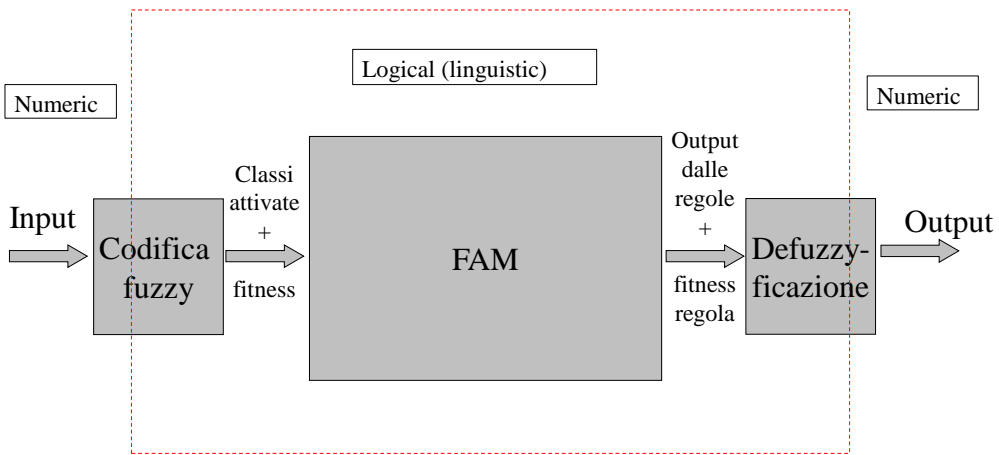 Logical (linguistic)
Numeric
Numeric
Input
Codifica
fuzzy
Classi
attivate
+
fitness
FAM
Output
dalle
regole
+
fitness
regola
Defuzzy-
ficazione
Output